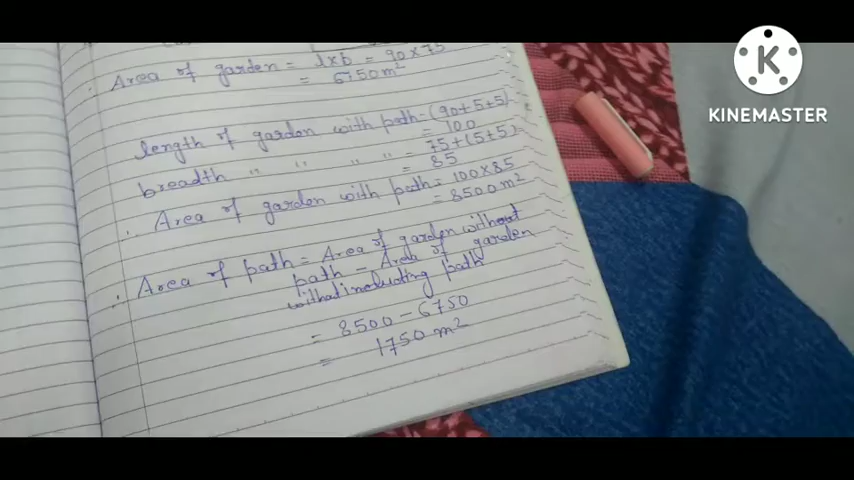 ∴ Area of garden = l x b = 90 x 75
= 6750 m²
length of garden with path = (90+5+5)
= 100
breadth " " " " = 75+(5+5)
= 85
∴ Area of garden with path = 100 x 85
= 8500 m²
∴ Area of path = Area of garden without
path - Area of garden
without including path
= 8500 - 6750
= 1750 m²
K
KINEMASTER